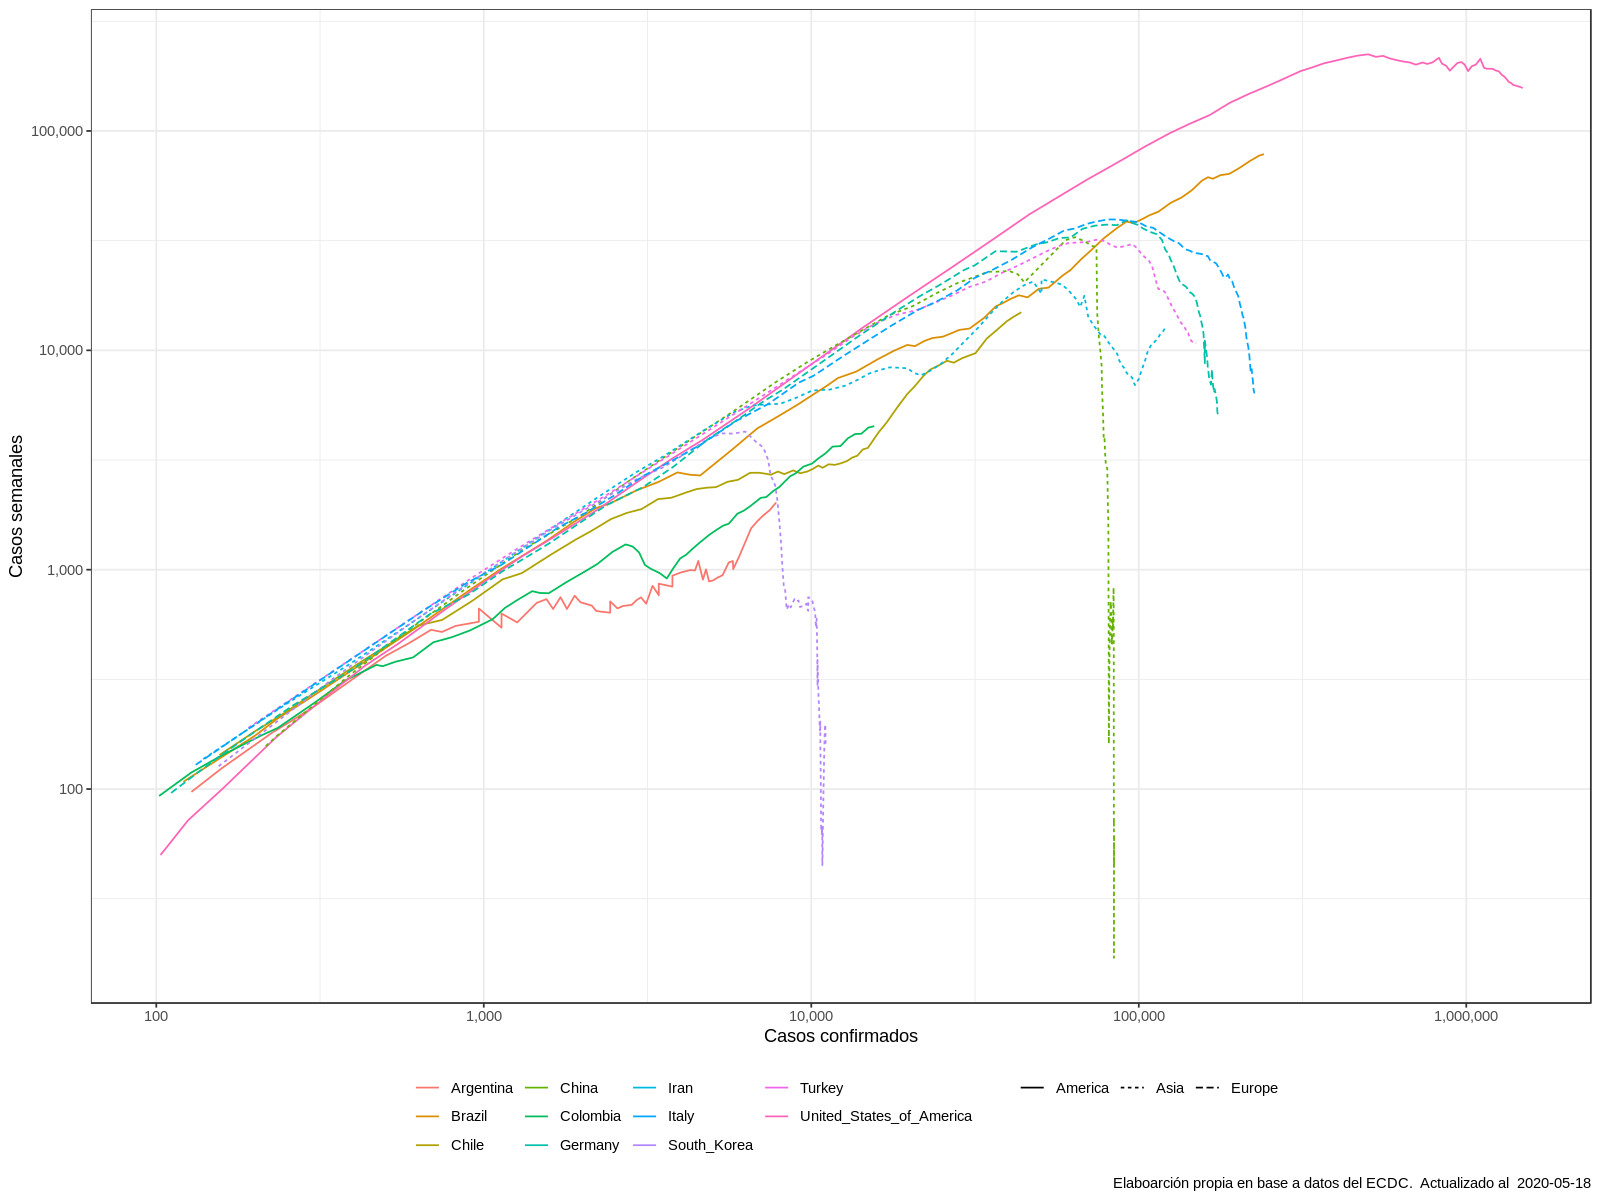 Casos semanales
100,000
10,000
1,000
100
100 1,000 10,000 100,000 1,000,000
Casos confirmados
Argentina China Iran Turkey America Asia Europe
Brazil Colombia Italy United_States_of_America
Chile Germany South_Korea
Elaboarción propia en base a datos del ECDC. Actualizado al 2020-05-18